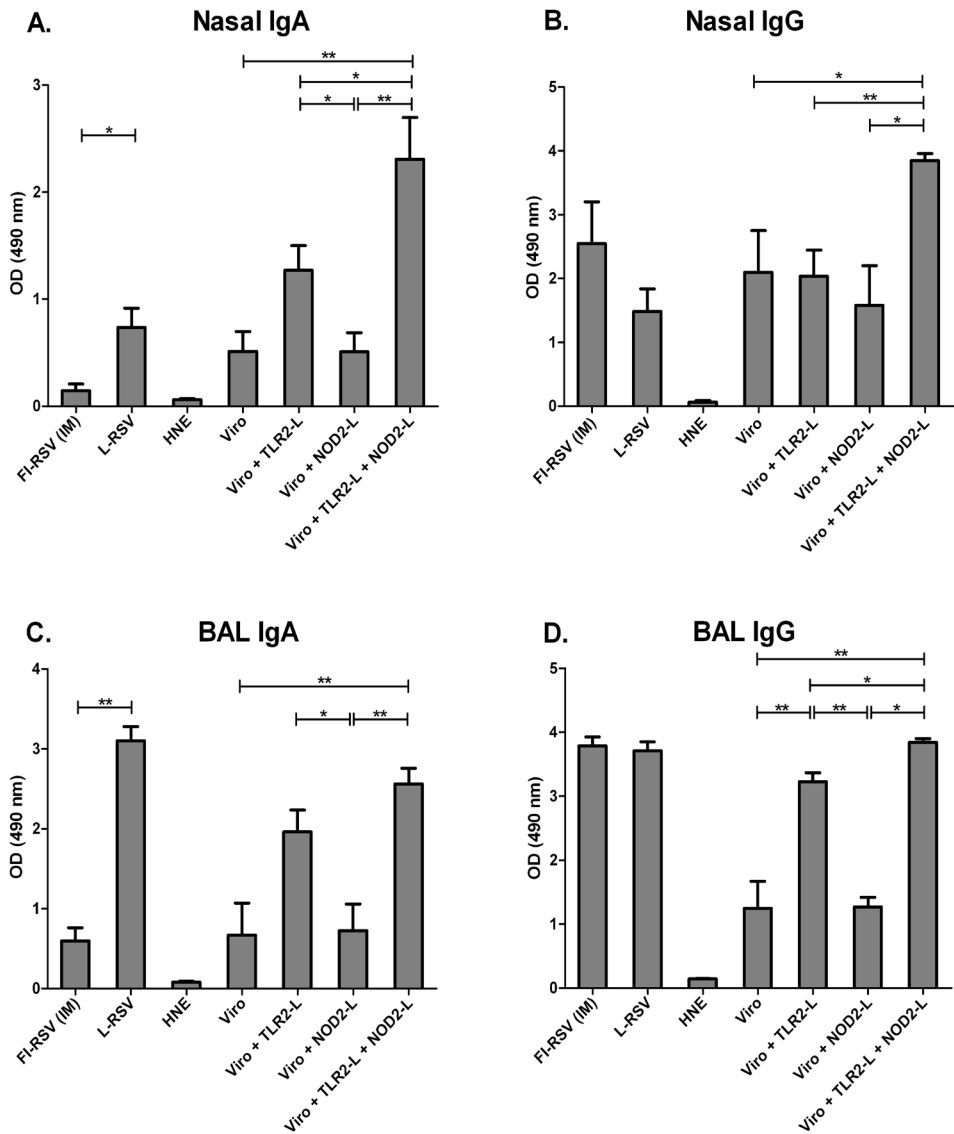 A. Nasal IgA
**
*
* **
*
3
2
1
0
OD (490 nm)
FI-RSV (IM)
L-RSV
HNE
Viro
Viro + TLR2-L
Viro + NOD2-L
Viro + TLR2-L + NOD2-L
B. Nasal IgG
*
**
*
5
4
3
2
1
0
OD (490 nm)
FI-RSV (IM)
L-RSV
HNE
Viro
Viro + TLR2-L
Viro + NOD2-L
Viro + TLR2-L + NOD2-L
C. BAL IgA
**
**
* **
4
3
2
1
0
OD (490 nm)
FI-RSV (IM)
L-RSV
HNE
Viro
Viro + TLR2-L
Viro + NOD2-L
Viro + TLR2-L + NOD2-L
D. BAL IgG
**
*
** ** *
5
4
3
2
1
0
OD (490 nm)
FI-RSV (IM)
L-RSV
HNE
Viro
Viro + TLR2-L
Viro + NOD2-L
Viro + TLR2-L + NOD2-L